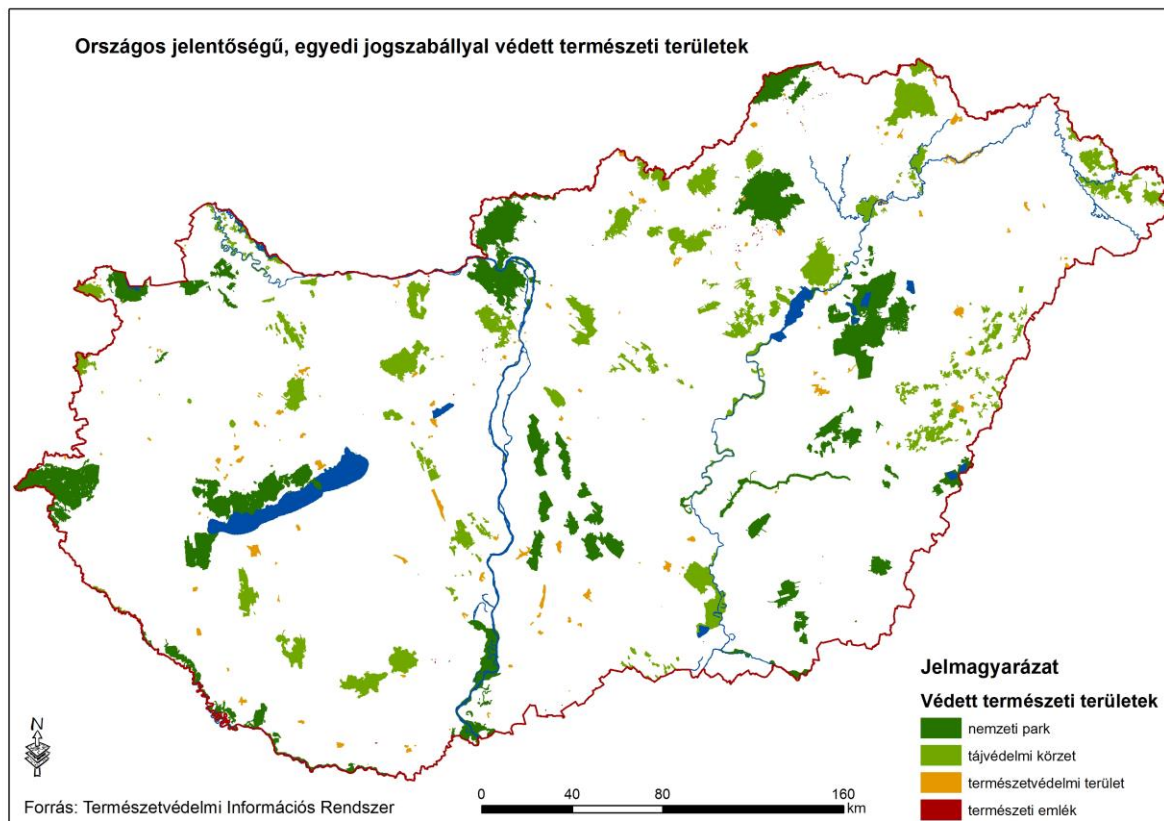 Országos jelentőségű, egyedi jogszabállyal védett természeti területek
Jelmagyarázat
Védett természeti területek
nemzeti park
tájvédelmi körzet
természetvédelmi terület
természeti emlék
N
Forrás: Természetvédelmi Információs Rendszer
0 40 80 160
km